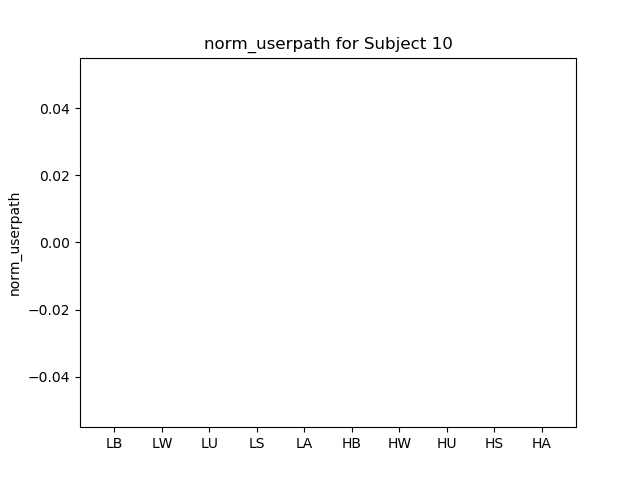 norm_userpath for Subject 10
norm_userpath
0.04
0.02
0.00
−0.02
−0.04
LB LW LU LS LA HB HW HU HS HA